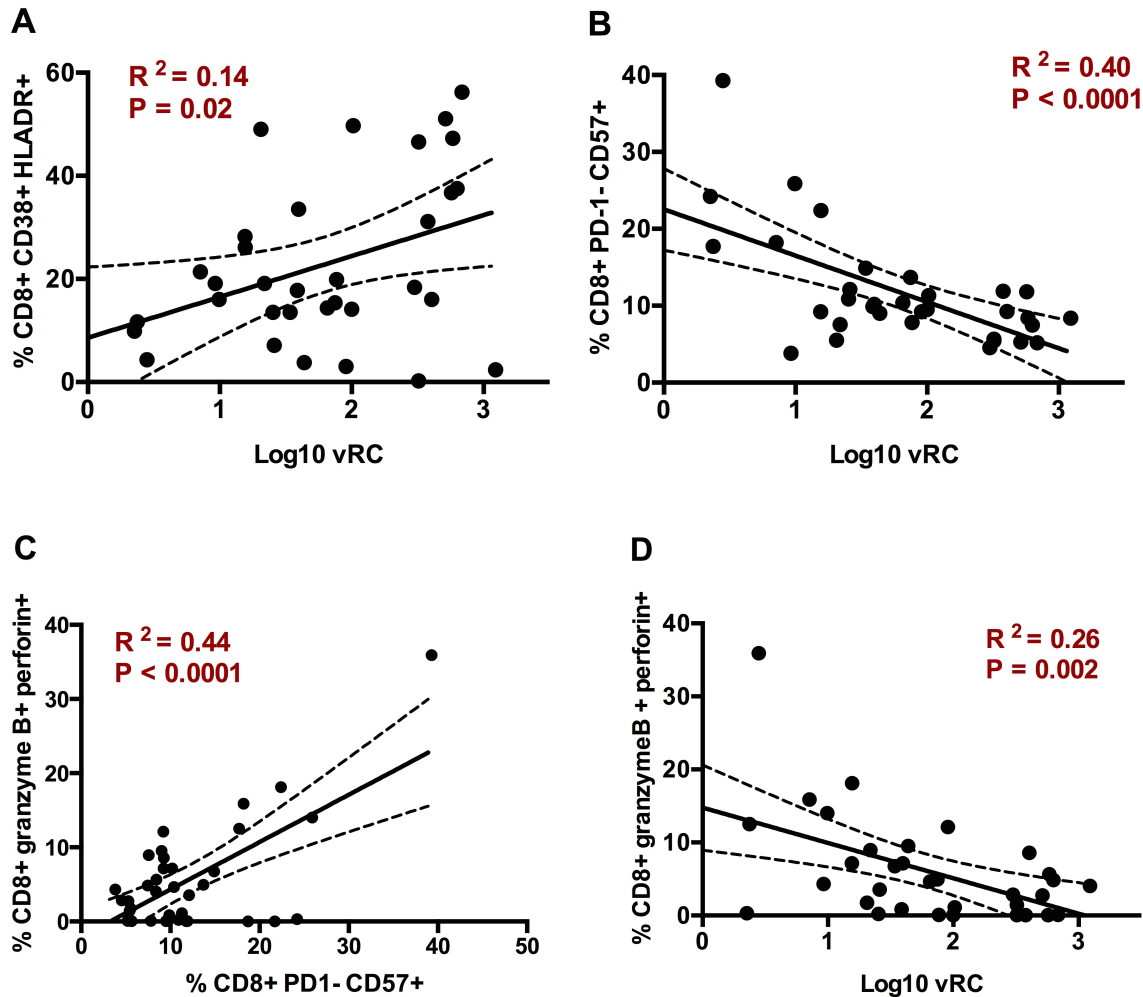 A
R 2 = 0.14
P = 0.02
% CD8+ CD38+ HLADR+
60
40
20
0
0 1 2 3
Log10 vRC
B
R 2 = 0.40
P < 0.0001
% CD8+ PD-1- CD57+
40
30
20
10
0
0 1 2 3
Log10 vRC
C
R 2 = 0.44
P < 0.0001
% CD8+ granzyme B+ perforin+
40
30
20
10
0
0 10 20 30 40 50
% CD8+ PD1- CD57+
D
R 2 = 0.26
P = 0.002
% CD8+ granzymeB + perforin+
40
30
20
10
0
0 1 2 3
Log10 vRC